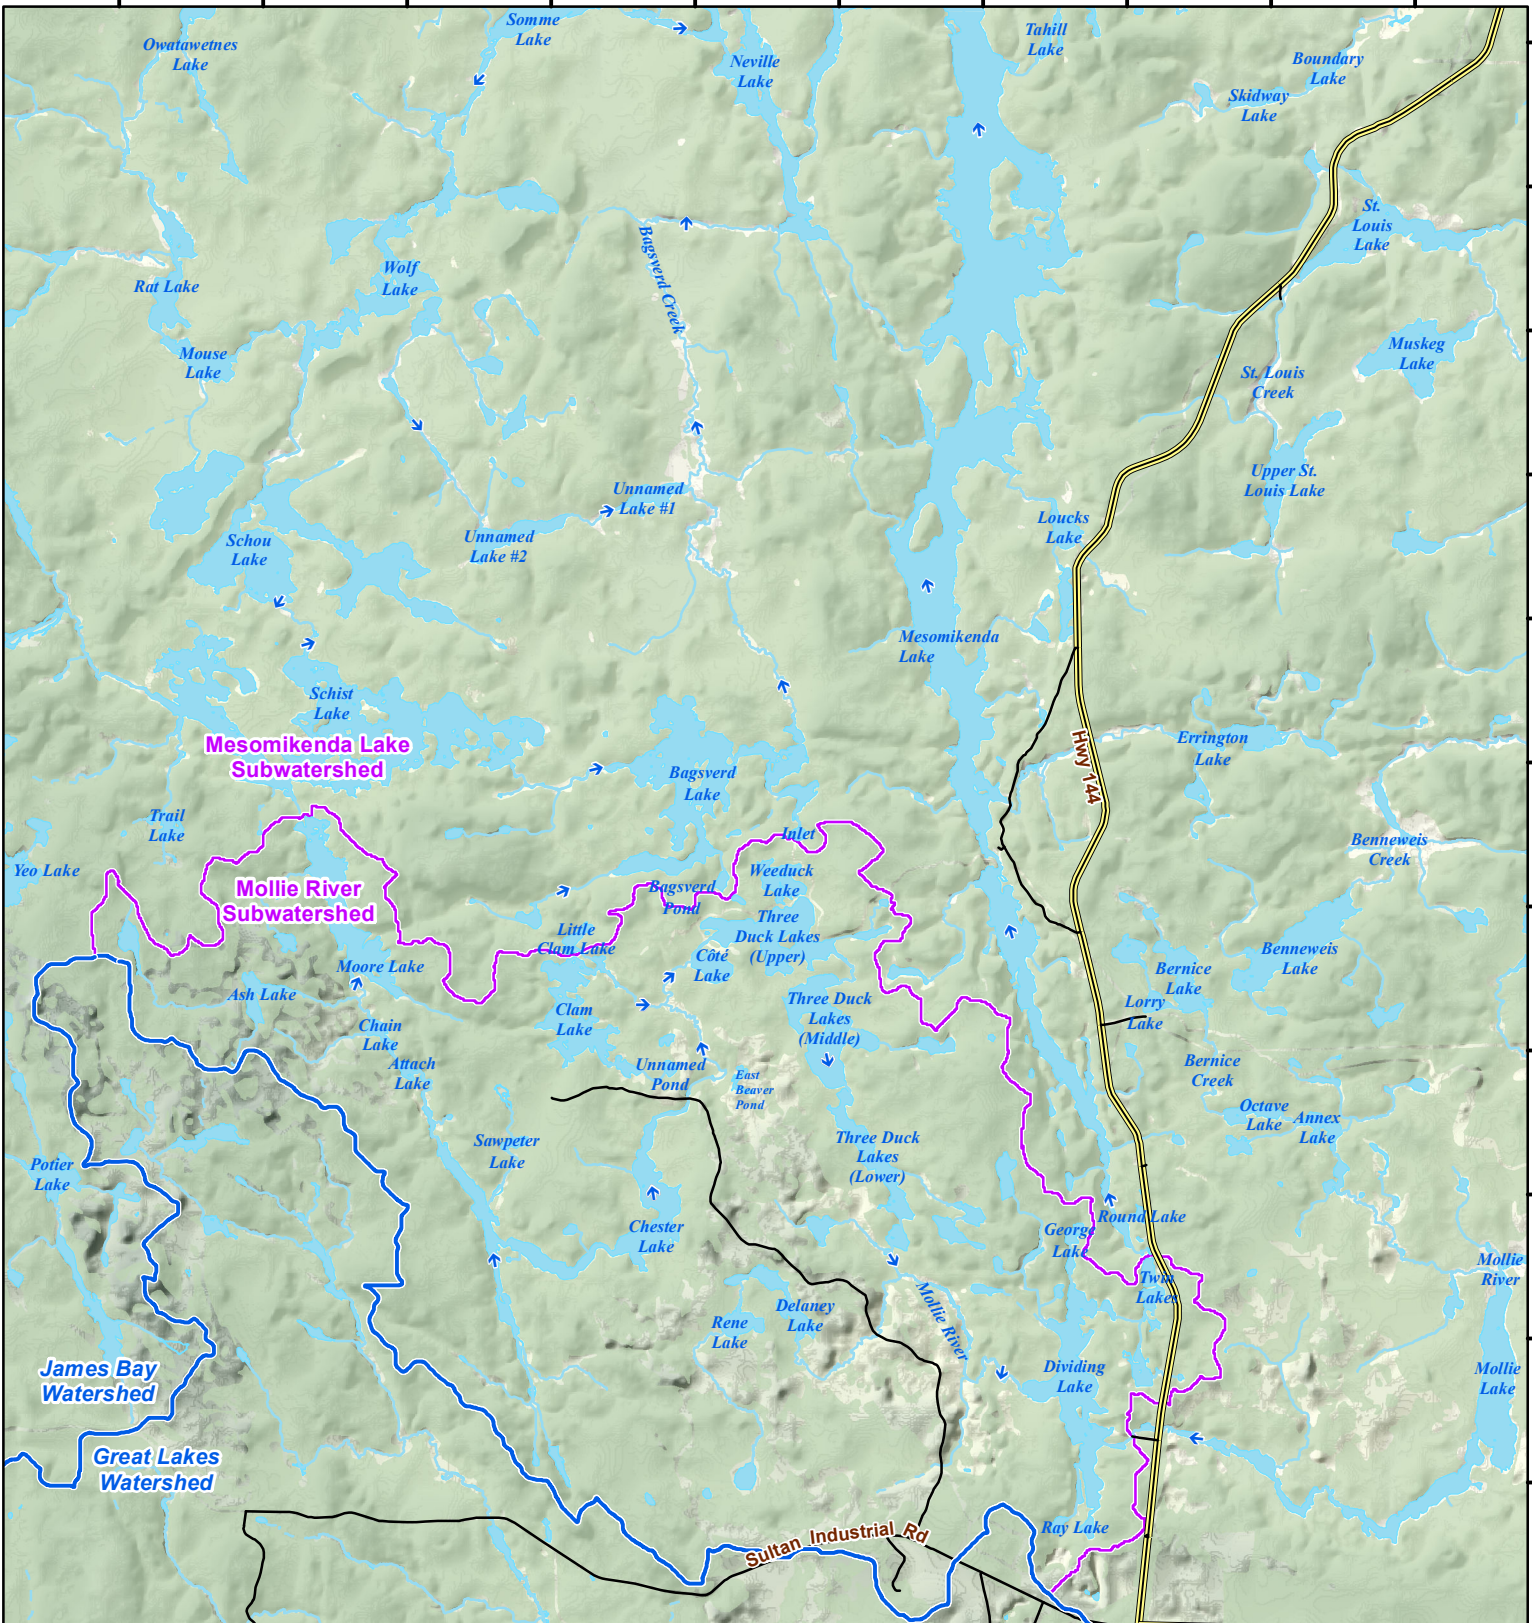 Somme
Lake
Owatawetnes
Lake
Neville
Lake
Tahill
Lake
Boundary
Lake
Skidway
Lake
St.
Louis
Lake
Bagsverd Creek
Wolf
Lake
Rat Lake
Mouse
Lake
Muskeg
Lake
St. Louis
Creek
Upper St.
Louis Lake
Unnamed
Lake #1
Unnamed
Lake #2
Loucks
Lake
Schou
Lake
Mesomikenda
Lake
Schist
Lake
Mesomikenda Lake
Subwatershed
Hwy 144
Errington
Lake
Bagsverd
Lake
Trail
Lake
Inlet
Benneweis
Creek
Yeo Lake
Weeduck
Lake
Mollie River
Subwatershed
Bagsverd
Pond
Three
Duck Lakes
(Upper)
Little
Clam Lake
Côté
Lake
Benneweis
Lake
Moore Lake
Bernice
Lake
Ash Lake
Three Duck
Lakes
(Middle)
Lorry
Lake
Clam
Lake
Chain
Lake
Attach
Lake
Unnamed
Pond
East
Beaver
Pond
Bernice
Creek
Octave
Lake
Annex
Lake
Sawpeter
Lake
Three Duck
Lakes
(Lower)
Potier
Lake
Chester
Lake
George
Lake
Round Lake
Mollie
River
Twin
Lakes
Mollie River
Delaney
Lake
Rene
Lake
James Bay
Watershed
Dividing
Lake
Mollie
Lake
Great Lakes
Watershed
Sultan Industrial Rd
Ray Lake